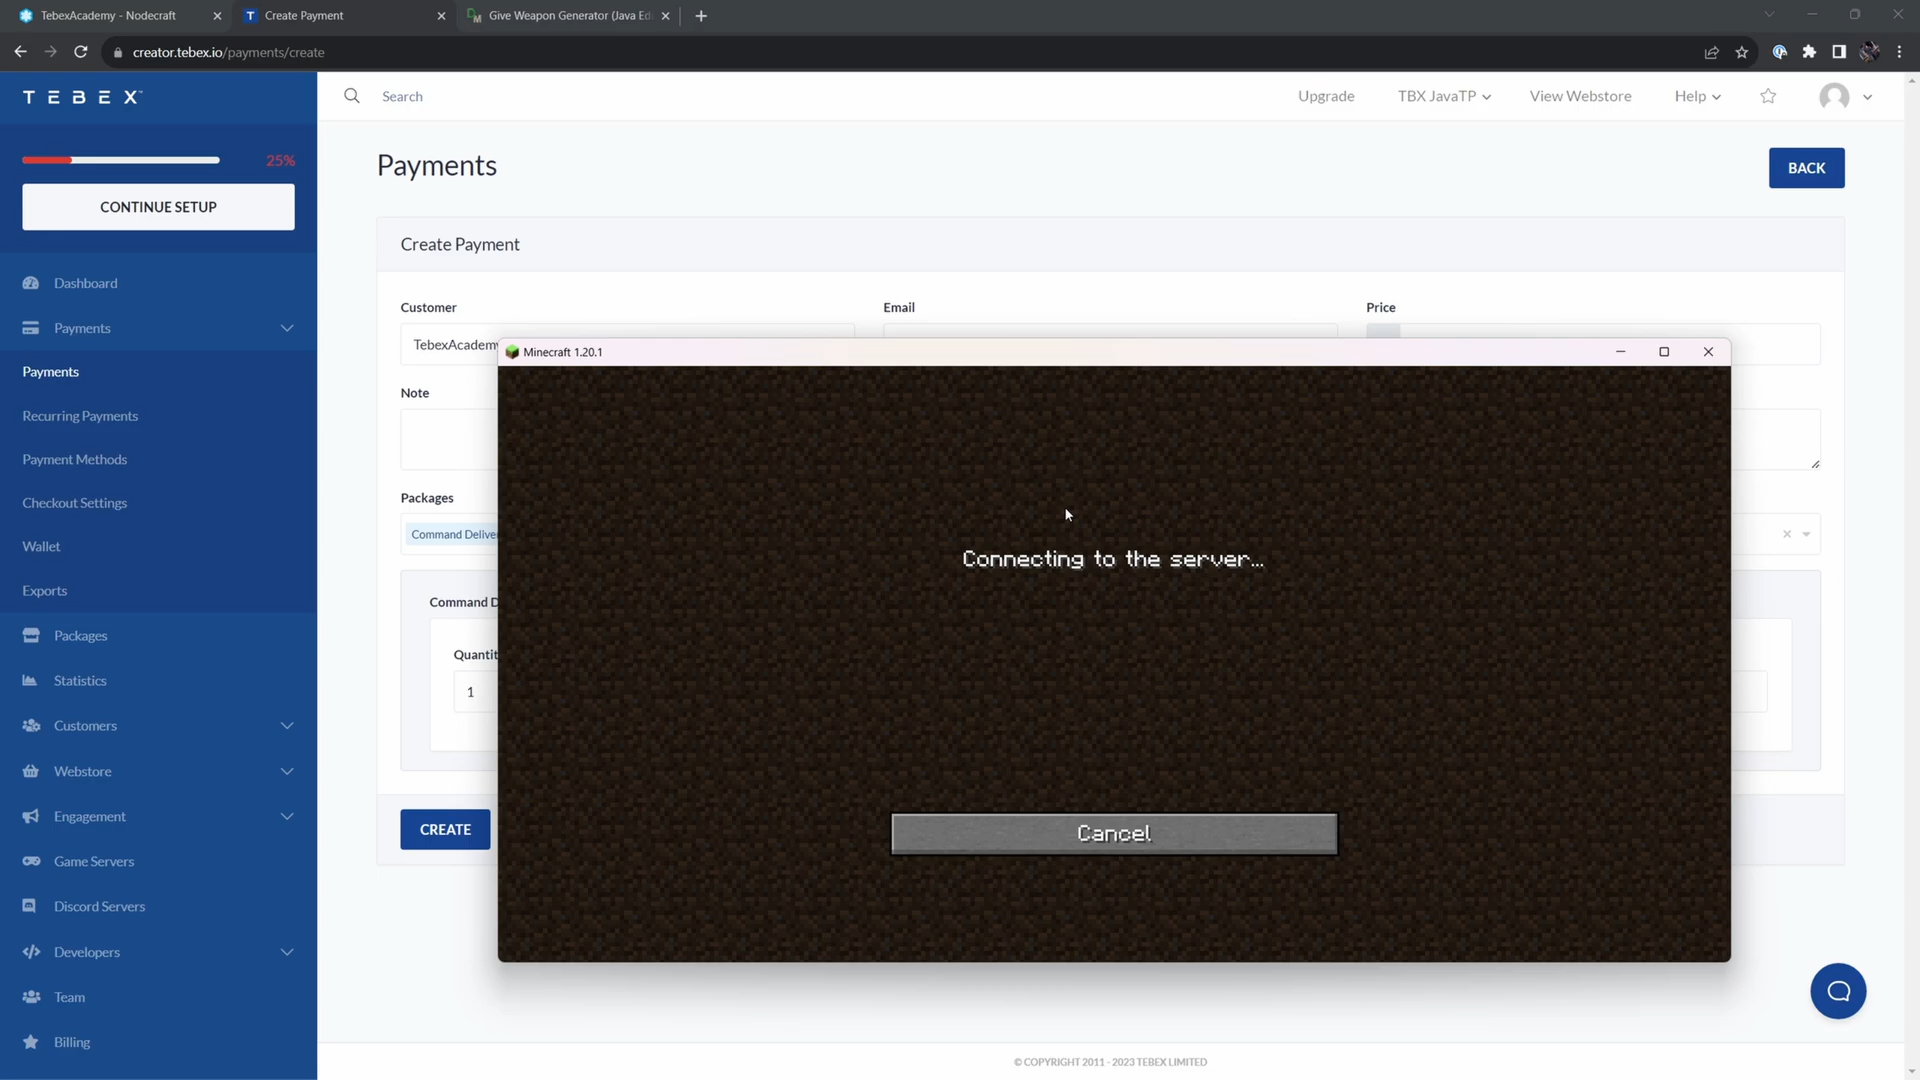 TebexAcademy - Nodecraft
Create Payment
Give Weapon Generator (Java Ed
creator.tebex.io/payments/create
TEBEX
Search
Upgrade
TBX JavaTP
View Webstore
Help
25%
CONTINUE SETUP
Dashboard
Payments
Payments
Recurring Payments
Payment Methods
Checkout Settings
Wallet
Exports
Packages
Statistics
Customers
Webstore
Engagement
Game Servers
Discord Servers
Developers
Team
Billing
Payments
BACK
Create Payment
Customer
Email
Price
TebexAcademy
Note
Packages
Command Deliver
Command D
Quantit
1
CREATE
Minecraft 1.20.1
Connecting to the server...
Cancel
© COPYRIGHT 2011 - 2023 TEBEX LIMITED